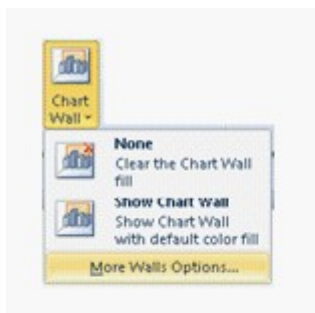 Chart
Wall
None
Clear the Chart Wall
fill
Show Chart Wall
Show Chart Wall
with default color fill
More Walls Options...